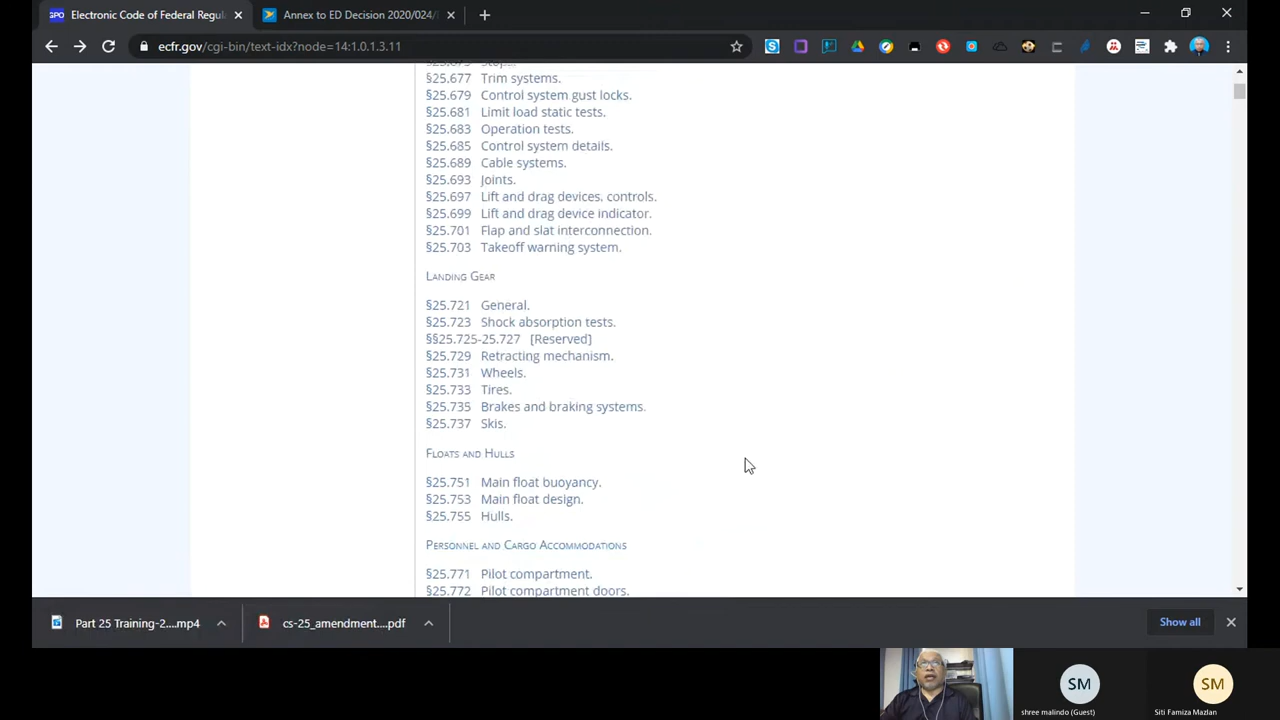 Electronic Code of Federal Regula
Annex to ED Decision 2020/024/
ecfr.gov/cgi-bin/text-idx?node=14:1.0.1.3.11
§25.677 Trim systems.
§25.679 Control system gust locks.
§25.681 Limit load static tests.
§25.683 Operation tests.
§25.685 Control system details.
§25.689 Cable systems.
§25.693 Joints.
§25.697 Lift and drag devices, controls.
§25.699 Lift and drag device indicator.
§25.701 Flap and slat interconnection.
§25.703 Takeoff warning system.
Landing Gear
§25.721 General.
§25.723 Shock absorption tests.
§§25.725-25.727 [Reserved]
§25.729 Retracting mechanism.
§25.731 Wheels.
§25.733 Tires.
§25.735 Brakes and braking systems.
§25.737 Skis.
Floats and Hulls
§25.751 Main float buoyancy.
§25.753 Main float design.
§25.755 Hulls.
Personnel and Cargo Accommodations
§25.771 Pilot compartment.
§25.772 Pilot compartment doors.
Part 25 Training-2....mp4
cs-25_amendment....pdf
Show all
SM
SM
shree malindo (Guest)
Siti Famiza Mazlan